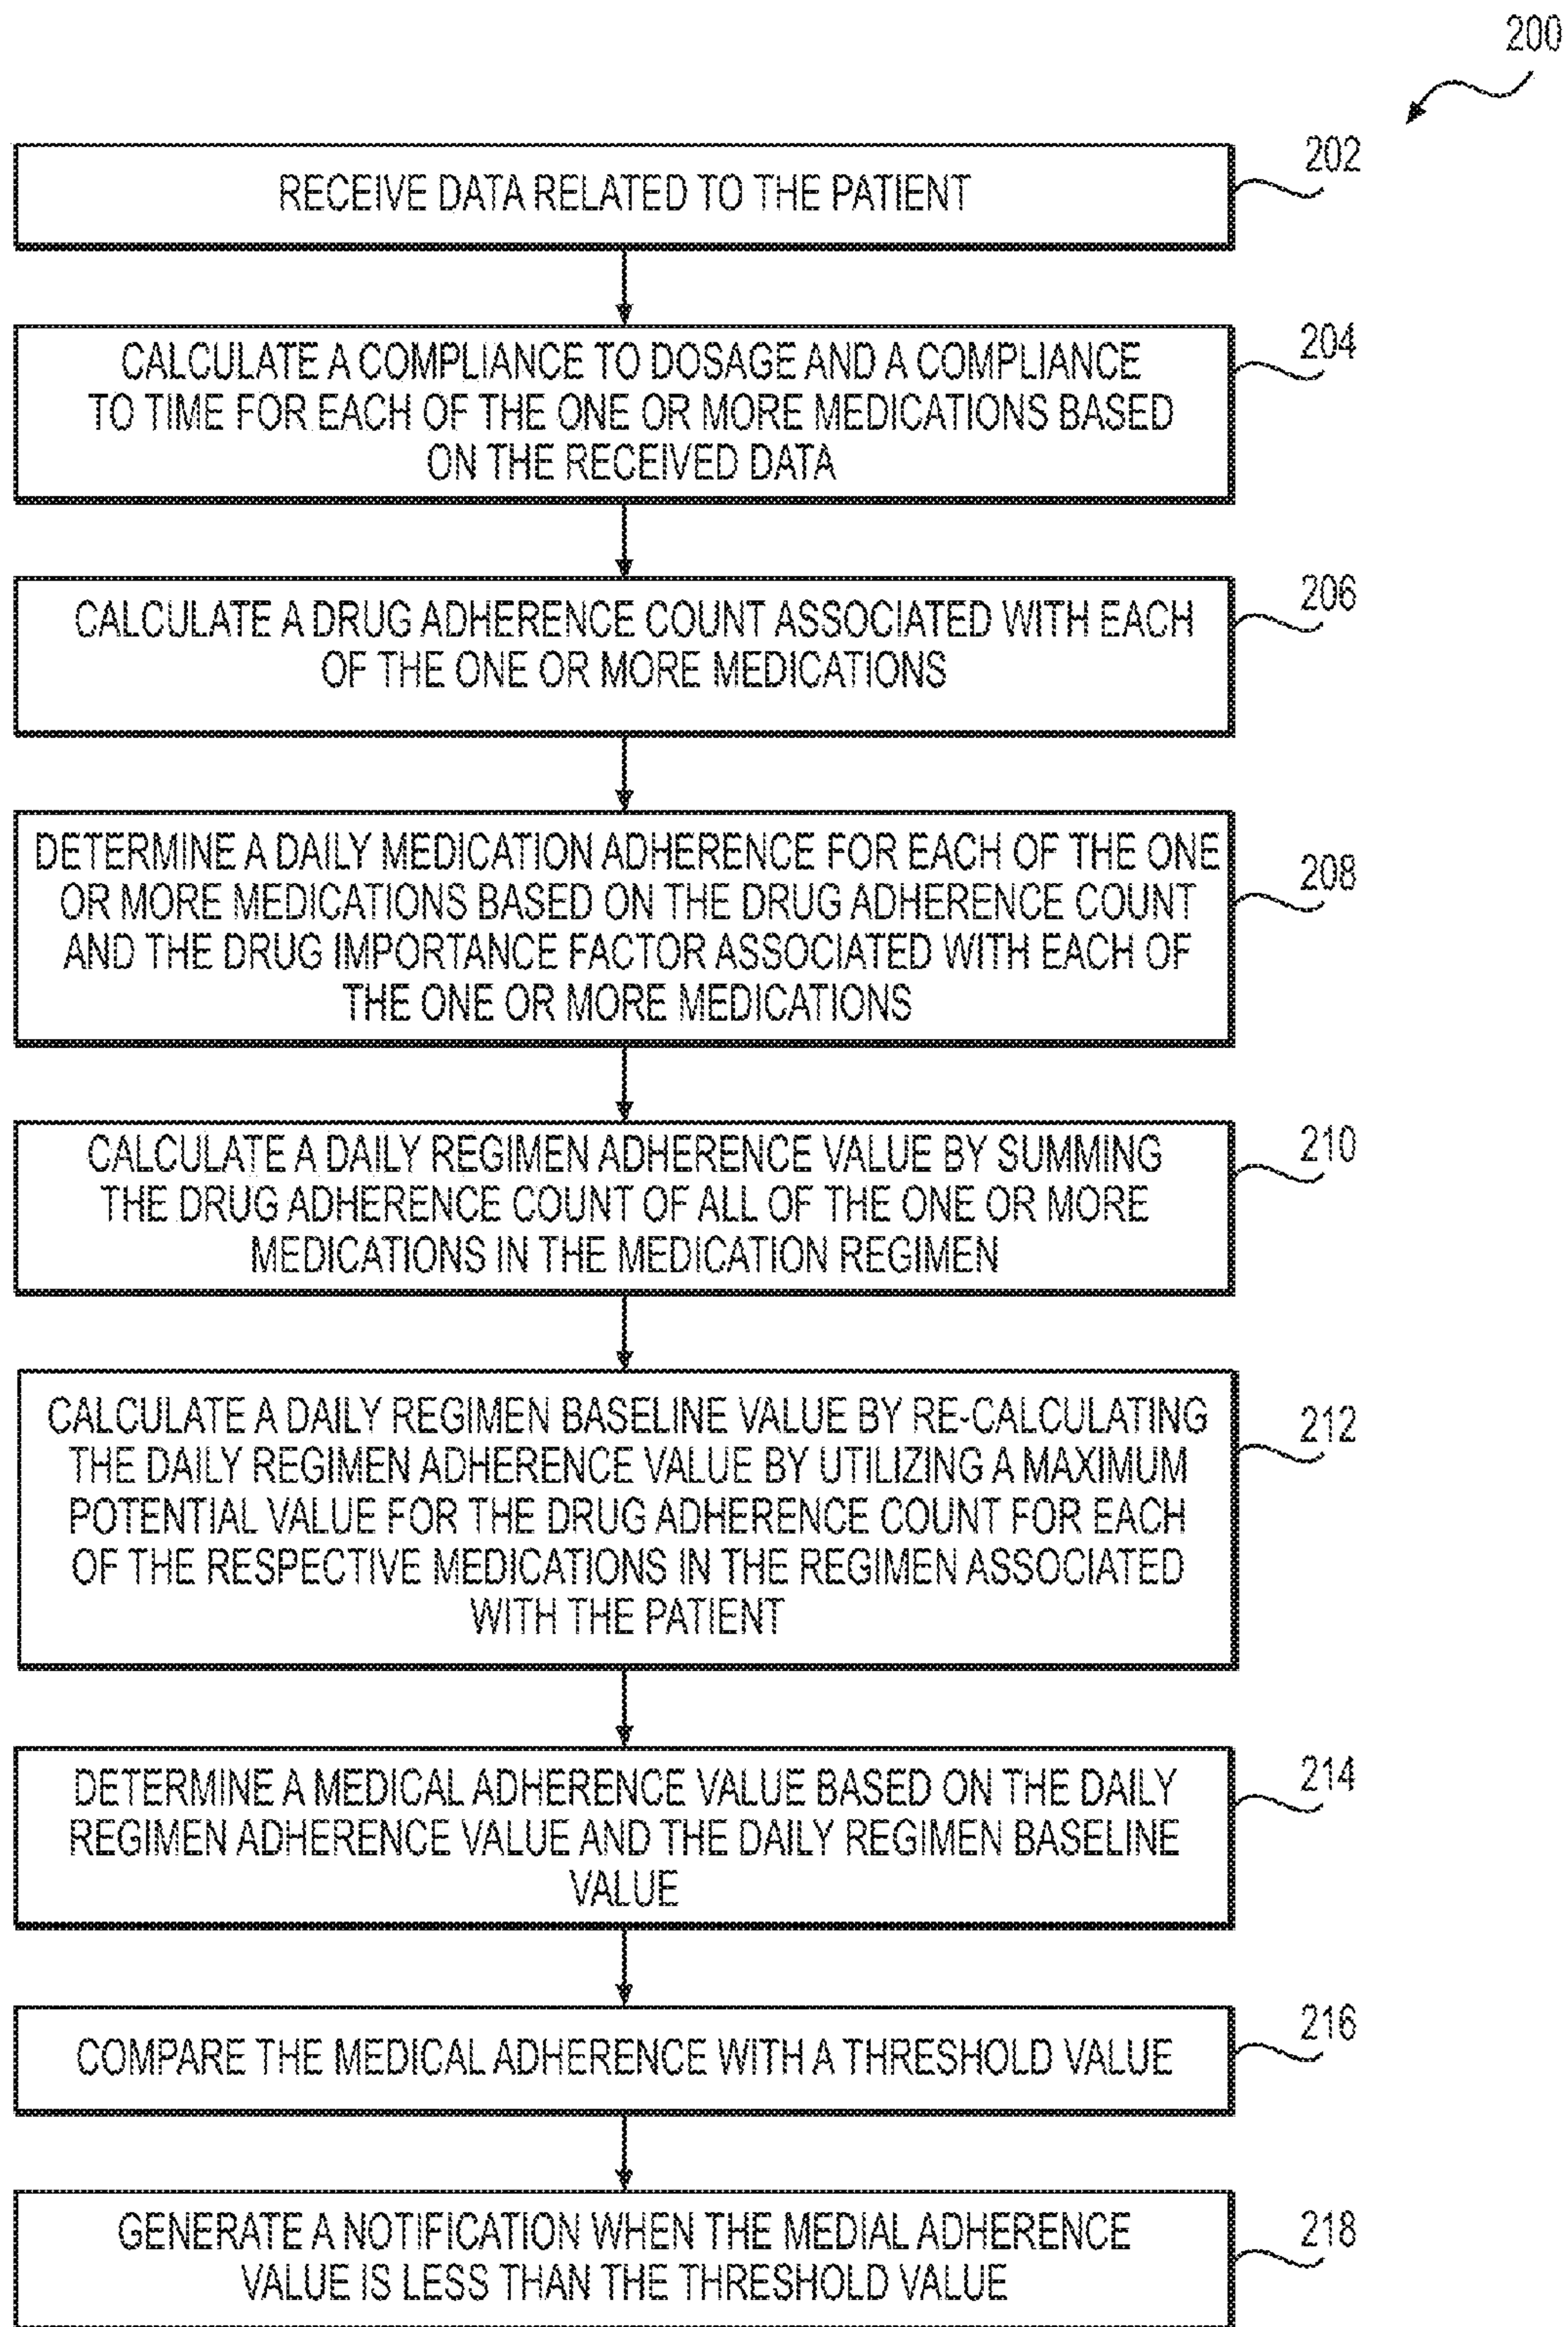 200
RECEIVE DATA RELATED TO THE PATIENT
202
CALCULATE A COMPLIANCE TO DOSAGE AND A COMPLIANCE
TO TIME FOR EACH OF THE ONE OR MORE MEDICATIONS BASED
ON THE RECEIVED DATA
204
CALCULATE A DRUG ADHERENCE COUNT ASSOCIATED WITH EACH
OF THE ONE OR MORE MEDICATIONS
206
DETERMINE A DAILY MEDICATION ADHERENCE FOR EACH OF THE ONE
OR MORE MEDICATIONS BASED ON THE DRUG ADHERENCE COUNT
AND THE DRUG IMPORTANCE FACTOR ASSOCIATED WITH EACH OF
THE ONE OR MORE MEDICATIONS
208
CALCULATE A DAILY REGIMEN ADHERENCE VALUE BY SUMMING
THE DRUG ADHERENCE COUNT OF ALL OF THE ONE OR MORE
MEDICATIONS IN THE MEDICATION REGIMEN
210
CALCULATE A DAILY REGIMEN BASELINE VALUE BY RE-CALCULATING
THE DAILY REGIMEN ADHERENCE VALUE BY UTILIZING A MAXIMUM
POTENTIAL VALUE FOR THE DRUG ADHERENCE COUNT FOR EACH
OF THE RESPECTIVE MEDICATIONS IN THE REGIMEN ASSOCIATED
WITH THE PATIENT
212
DETERMINE A MEDICAL ADHERENCE VALUE BASED ON THE DAILY
REGIMEN ADHERENCE VALUE AND THE DAILY REGIMEN BASELINE
VALUE
214
COMPARE THE MEDICAL ADHERENCE WITH A THRESHOLD VALUE
216
GENERATE A NOTIFICATION WHEN THE MEDIAL ADHERENCE
VALUE IS LESS THAN THE THRESHOLD VALUE
218